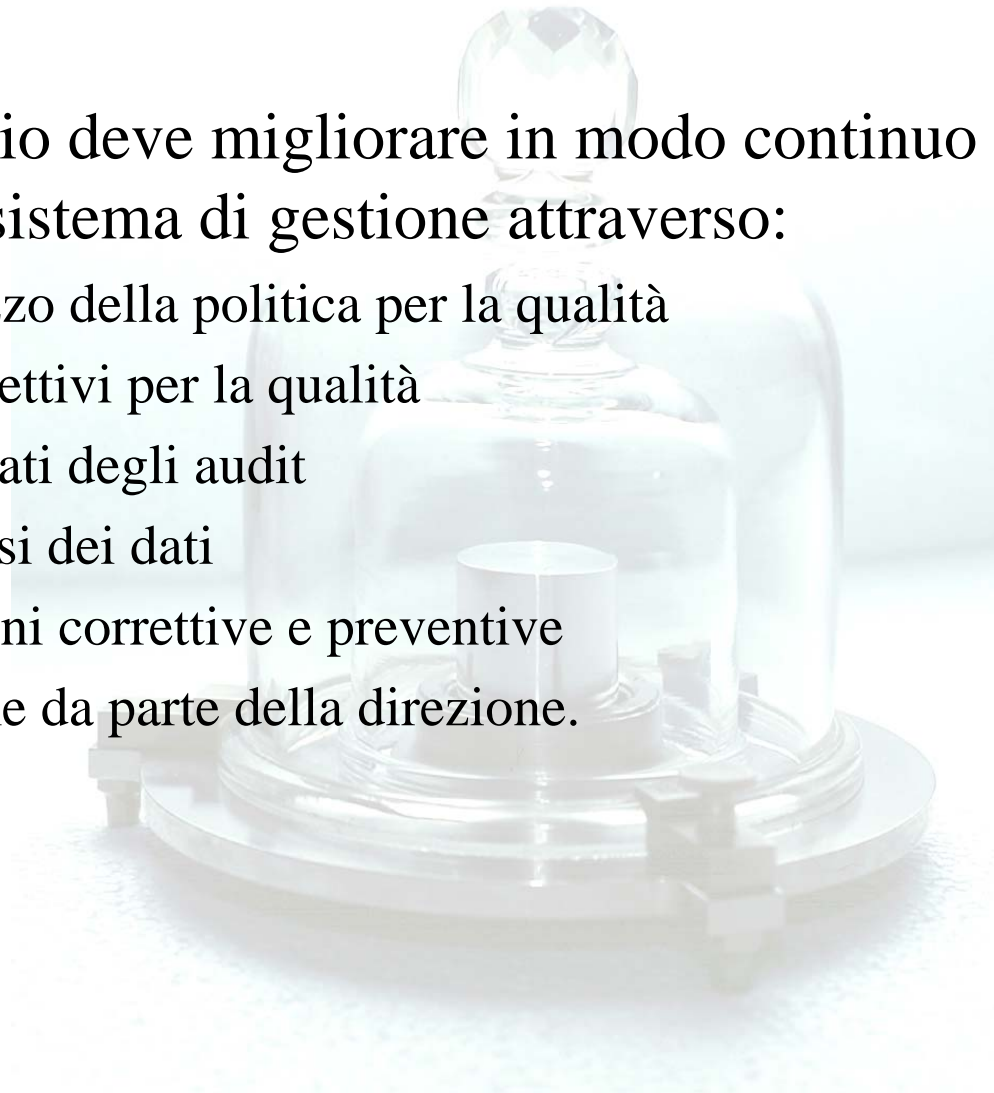 io deve migliorare in modo continuo
sistema di gestione attraverso:
zo della politica per la qualità
ettivi per la qualità
ati degli audit
si dei dati
ni correttive e preventive
e da parte della direzione.